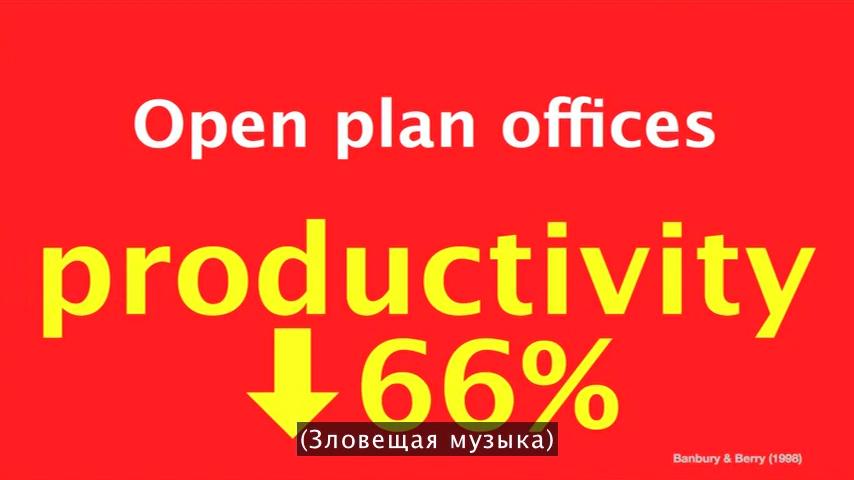 Open plan offices
productivity
⬇66%
(Зловещая музыка)
Banbury & Berry (1998)